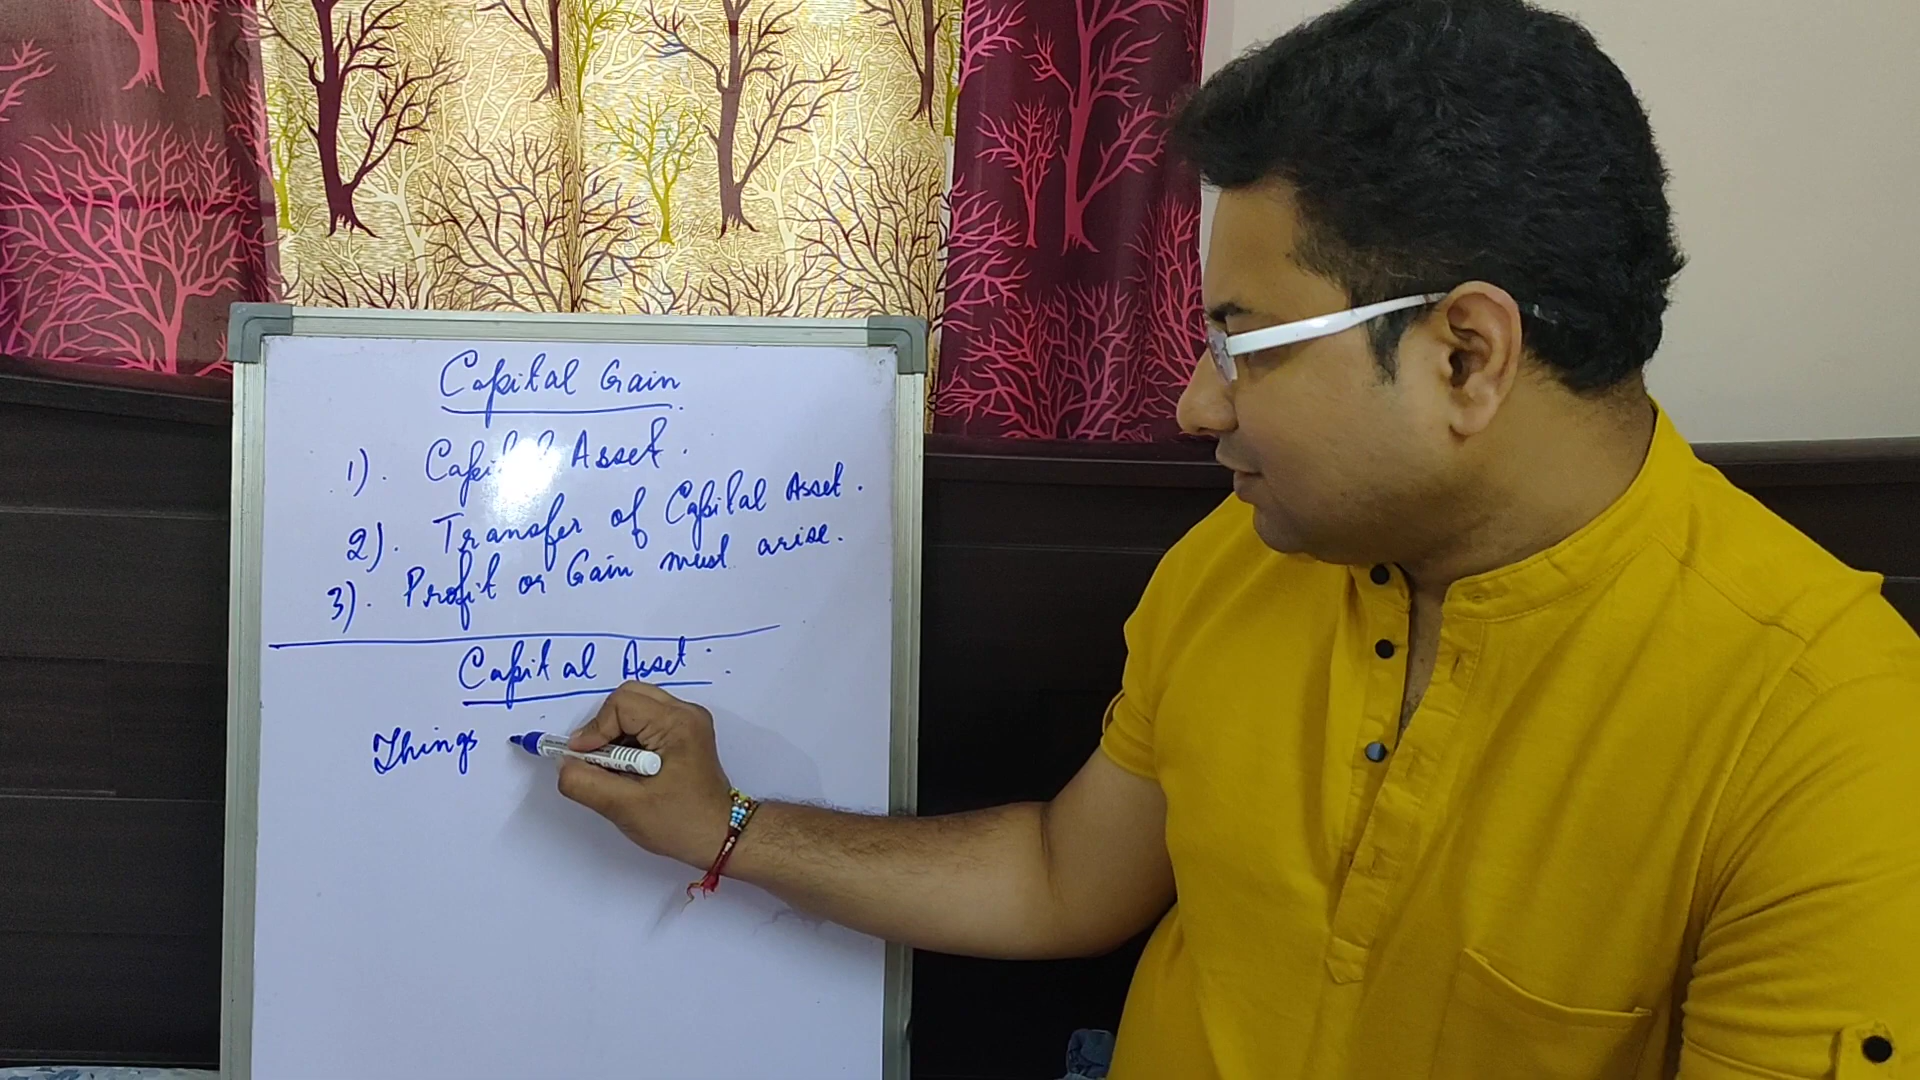 Capital Gain
1). Capital Asset.
2). Transfer of Capital Asset.
3). Profit or Gain must arise.
Capital Asset:
Things